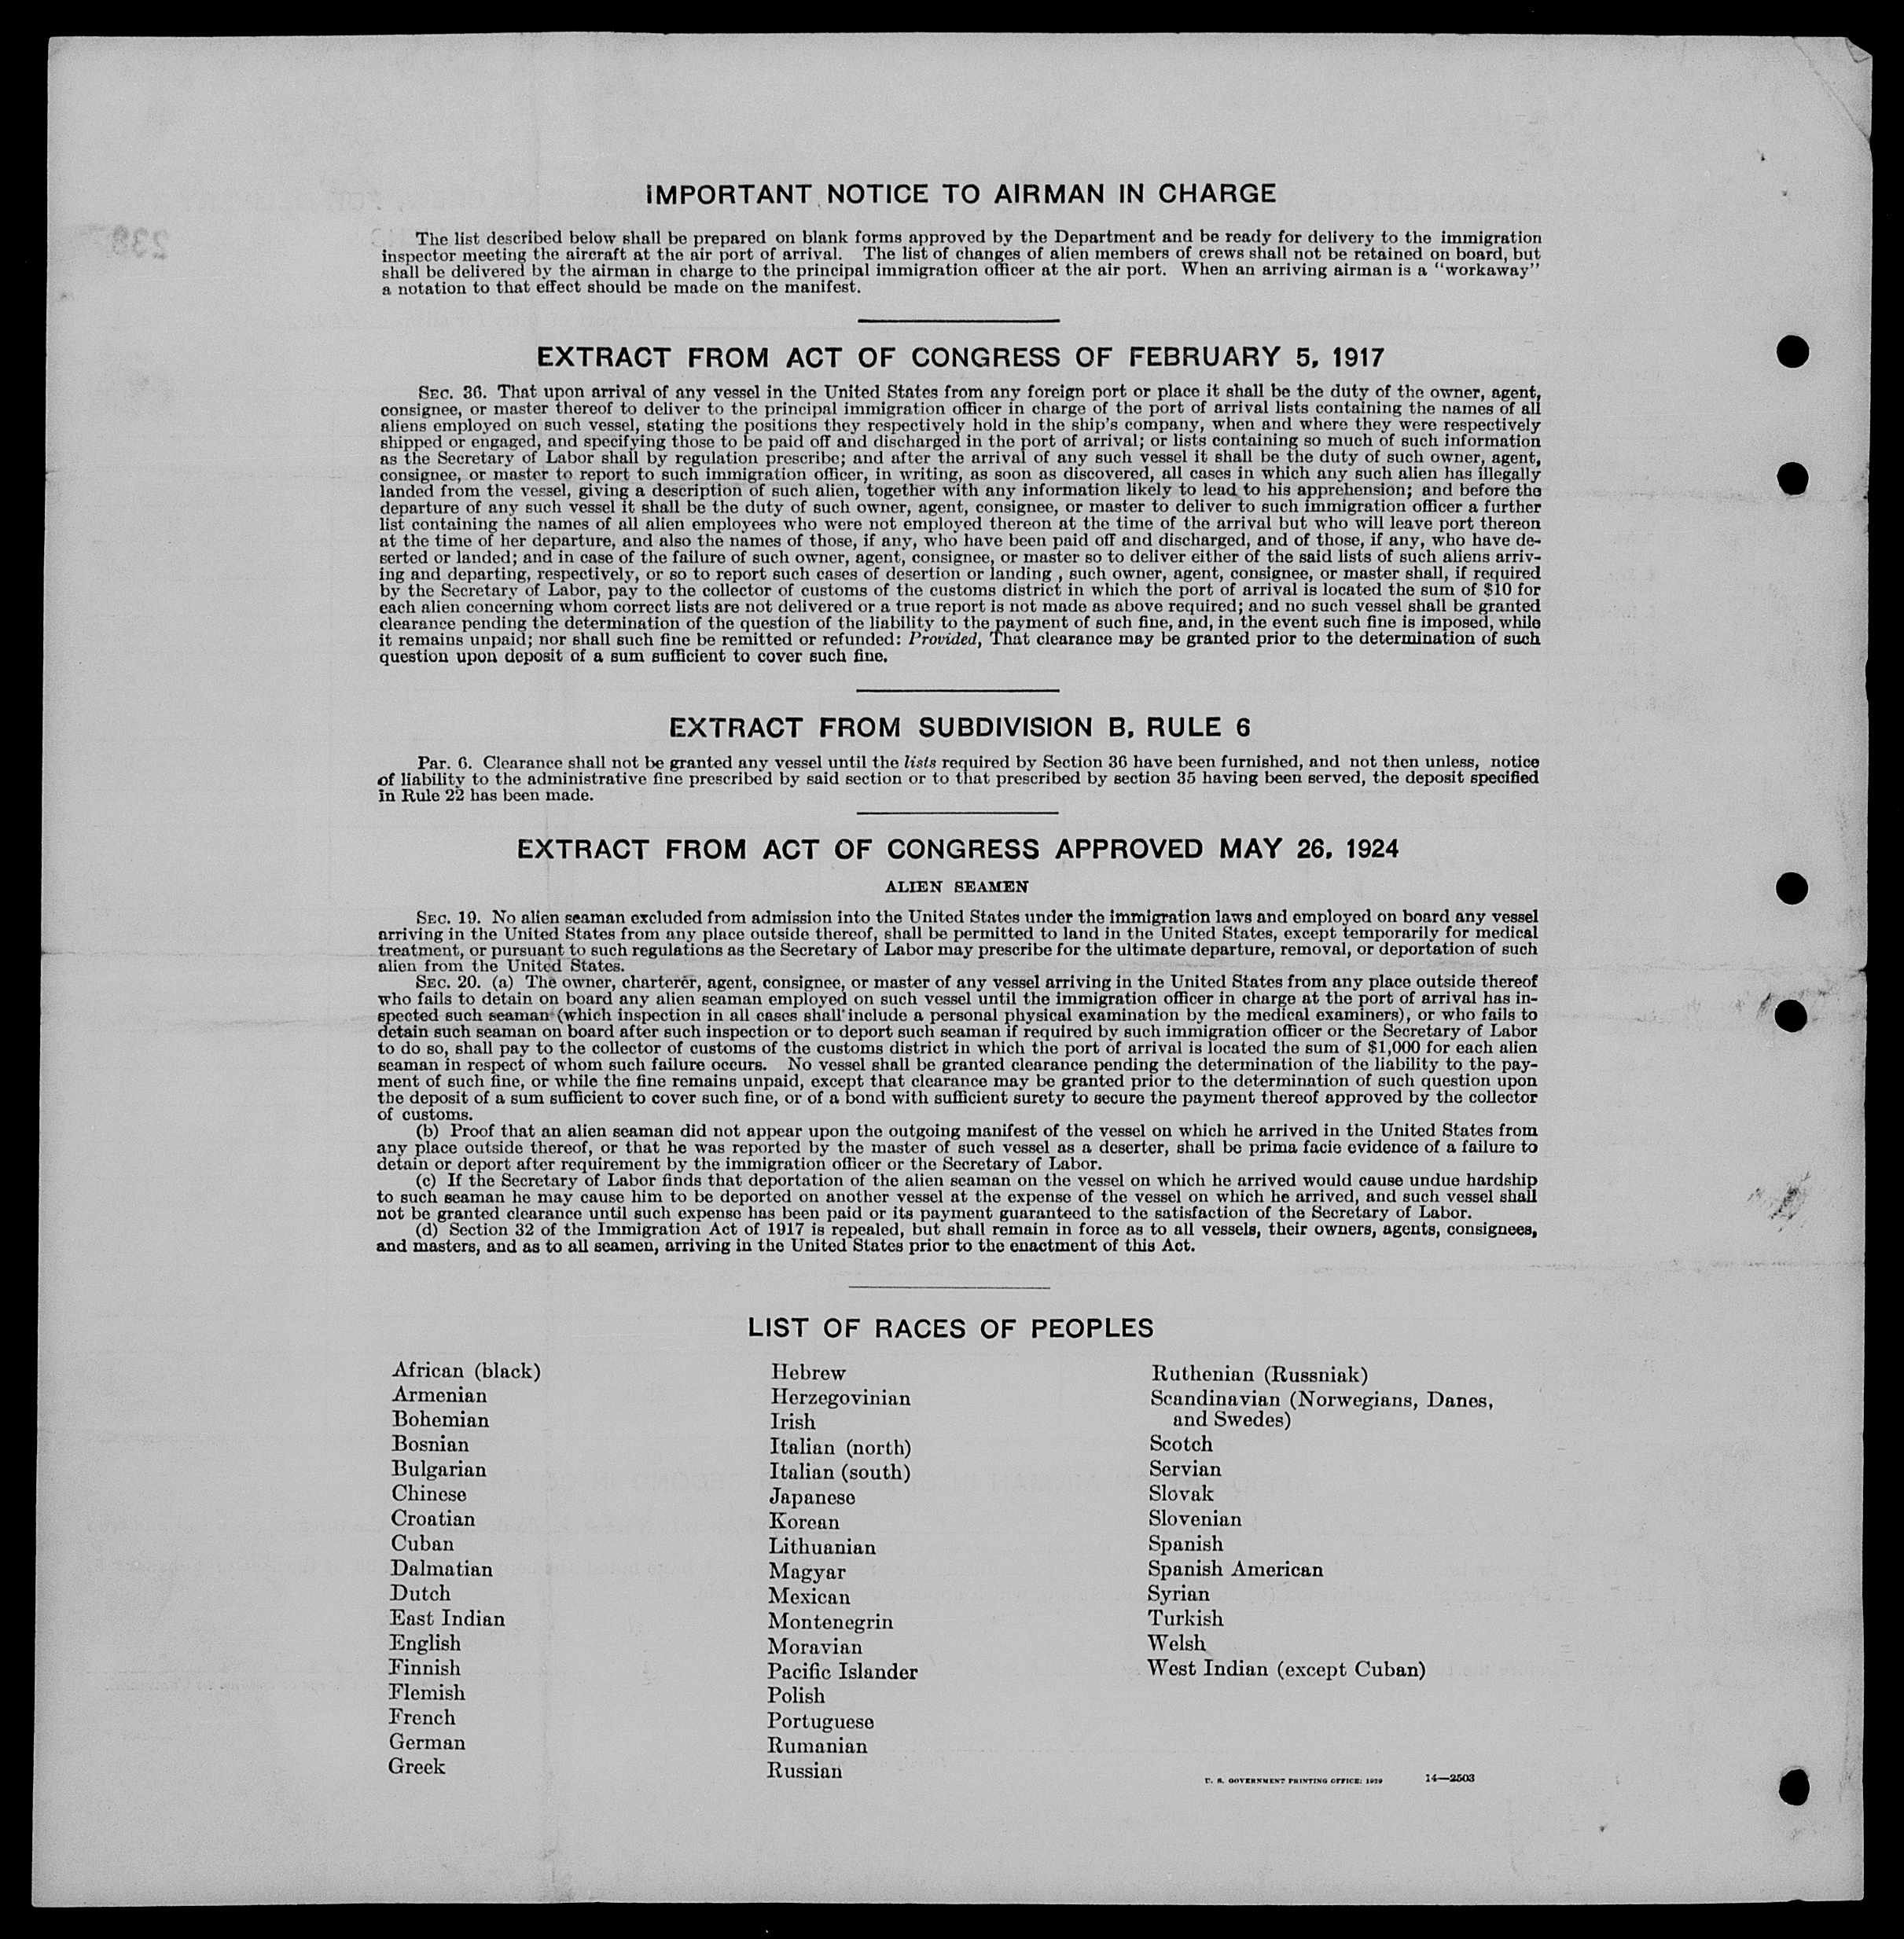 IMPORTANT NOTICE TO AIRMAN IN CHARGE
The list described below shall be prepared on blank forms approved by the Department and be ready for delivery to the immigration
inspector meeting the aircraft at the air port of arrival. The list of changes of alien members of crews shall not be retained on board, but
shall be delivered by the airman in charge to the principal immigration officer at the air port. When an arriving airman is a "workaway"
a notation to that effect should be made on the manifest.
EXTRACT FROM ACT OF CONGRESS OF FEBRUARY 5, 1917
SEC. 36. That upon arrival of any vessel in the United States from any foreign port or place it shall be the duty of the owner, agent,
consignee, or master thereof to deliver to the principal immigration officer in charge of the port of arrival lists containing the names of all
aliens employed on such vessel, stating the positions they respectively hold in the ship's company, when and where they were respectively
shipped or engaged, and specifying those to be paid off and discharged in the port of arrival; or lists containing so much of such information
as the Secretary of Labor shall by regulation prescribe; and after the arrival of any such vessel it shall be the duty of such owner, agent,
consignee, or master to report to such immigration officer, in writing, as soon as discovered, all cases in which any such alien has illegally
landed from the vessel, giving a description of such alien, together with any information likely to lead to his apprehension; and before the
departure of any such vessel it shall be the duty of such owner, agent, consignee, or master to deliver to such immigration officer a further
list containing the names of all alien employees who were not employed thereon at the time of the arrival but who will leave port thereon
at the time of her departure, and also the names of those, if any, who have been paid off and discharged, and of those, if any, who have de-
serted or landed; and in case of the failure of such owner, agent, consignee, or master so to deliver either of the said lists of such aliens arriv-
ing and departing, respectively, or so to report such cases of desertion or landing , such owner, agent, consignee, or master shall, if required
by the Secretary of Labor, pay to the collector of customs of the customs district in which the port of arrival is located the sum of $10 for
each alien concerning whom correct lists are not delivered or a true report is not made as above required; and no such vessel shall be granted
clearance pending the determination of the question of the liability to the payment of such fine, and, in the event such fine is imposed, while
it remains unpaid; nor shall such fine be remitted or refunded: Provided, That clearance may be granted prior to the determination of such
question upon deposit of a sum sufficient to cover such fine.
EXTRACT FROM SUBDIVISION B, RULE 6
Par. 6. Clearance shall not be granted any vessel until the lists required by Section 36 have been furnished, and not then unless, notice
of liability to the administrative fine prescribed by said section or to that prescribed by section 35 having been served, the deposit specified
in Rule 22 has been made.
EXTRACT FROM ACT OF CONGRESS APPROVED MAY 26, 1924
ALIEN SEAMEN
SEC. 19. No alien seaman excluded from admission into the United States under the immigration laws and employed on board any vessel
arriving in the United States from any place outside thereof, shall be permitted to land in the United States, except temporarily for medical
treatment, or pursuant to such regulations as the Secretary of Labor may prescribe for the ultimate departure, removal, or deportation of such
alien from the United States.
SEC. 20. (a) The owner, charterer, agent, consignee, or master of any vessel arriving in the United States from any place outside thereof
who fails to detain on board any alien seaman employed on such vessel until the immigration officer in charge at the port of arrival has in-
spected such seaman (which inspection in all cases shall include a personal physical examination by the medical examiners), or who fails to
detain such seaman on board after such inspection or to deport such seaman if required by such immigration officer or the Secretary of Labor
to do so, shall pay to the collector of customs of the customs district in which the port of arrival is located the sum of $1,000 for each alien
seaman in respect of whom such failure occurs. No vessel shall be granted clearance pending the determination of the liability to the pay-
ment of such fine, or while the fine remains unpaid, except that clearance may be granted prior to the determination of such question upon
the deposit of a sum sufficient to cover such fine, or of a bond with sufficient surety to secure the payment thereof approved by the collector
of customs.
(b) Proof that an alien seaman did not appear upon the outgoing manifest of the vessel on which he arrived in the United States from
any place outside thereof, or that he was reported by the master of such vessel as a deserter, shall be prima facie evidence of a failure to
detain or deport after requirement by the immigration officer or the Secretary of Labor.
(c) If the Secretary of Labor finds that deportation of the alien seaman on the vessel on which he arrived would cause undue hardship
to such seaman he may cause him to be deported on another vessel at the expense of the vessel on which he arrived, and such vessel shall
not be granted clearance until such expense has been paid or its payment guaranteed to the satisfaction of the Secretary of Labor.
(d) Section 32 of the Immigration Act of 1917 is repealed, but shall remain in force as to all vessels, their owners, agents, consignees,
and masters, and as to all seamen, arriving in the United States prior to the enactment of this Act.
LIST OF RACES OF PEOPLES
African (black)
Armenian
Bohemian
Bosnian
Bulgarian
Chinese
Croatian
Cuban
Dalmatian
Dutch
East Indian
English
Finnish
Flemish
French
German
Greek
Hebrew
Herzegovinian
Irish
Italian (north)
Italian (south)
Japanese
Korean
Lithuanian
Magyar
Mexican
Montenegrin
Moravian
Pacific Islander
Polish
Portuguese
Rumanian
Russian
Ruthenian (Russniak)
Scandinavian (Norwegians, Danes,
and Swedes)
Scotch
Servian
Slovak
Slovenian
Spanish
Spanish American
Syrian
Turkish
Welsh
West Indian (except Cuban)
U. S. GOVERNMENT PRINTING OFFICE: 1929 14—2503